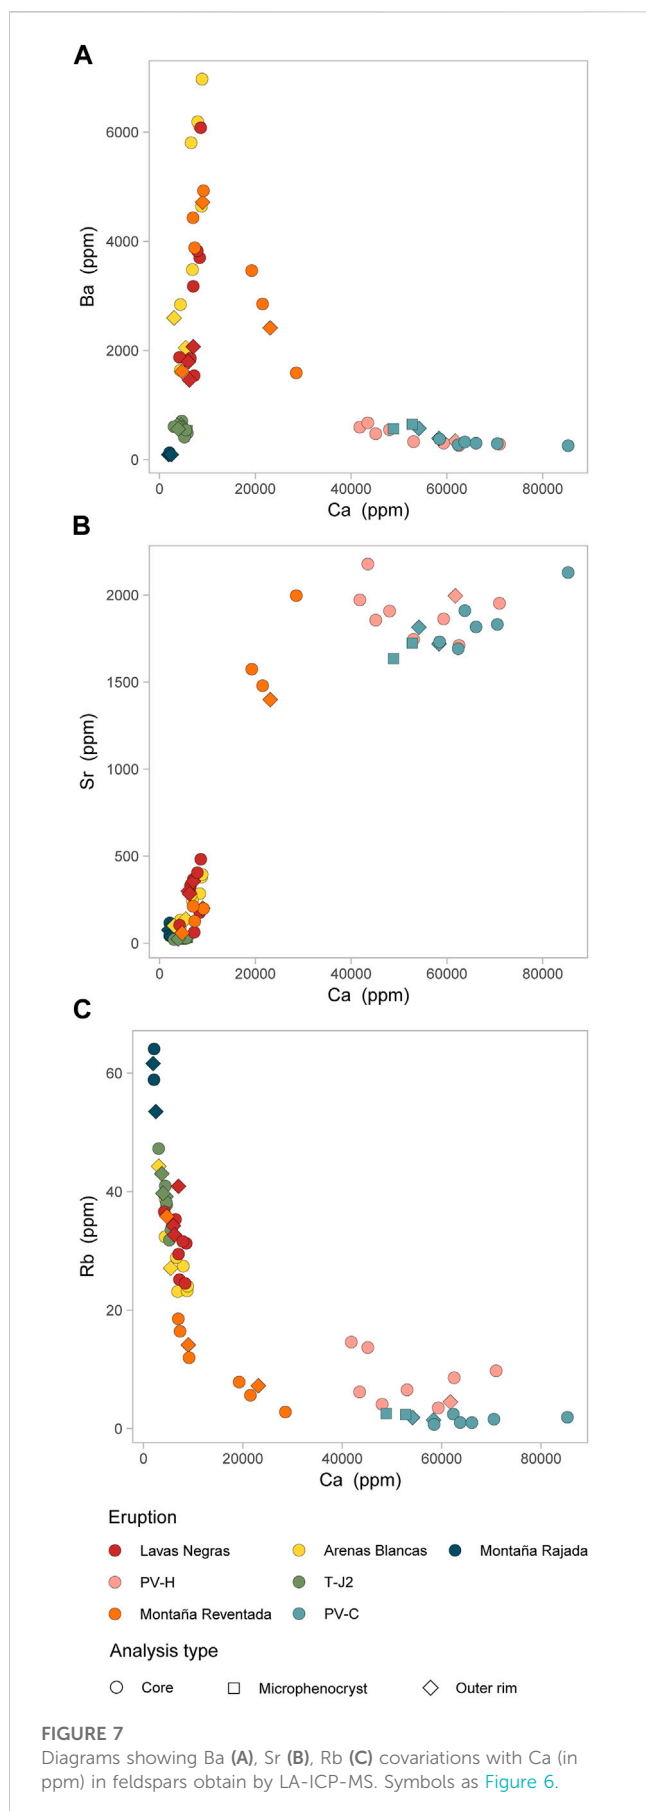 A
6000
4000
2000
0
Ba (ppm)
0 20000 40000 60000 80000
Ca (ppm)
B
2000
1500
1000
500
0
Sr (ppm)
0 20000 40000 60000 80000
Ca (ppm)
C
60
40
20
0
Rb (ppm)
0 20000 40000 60000 80000
Ca (ppm)
Eruption
Lavas Negras Arenas Blancas Montaña Rajada
PV-H T-J2
Montaña Reventada PV-C
Analysis type
Core Microphenocryst Outer rim
FIGURE 7
Diagrams showing Ba (A), Sr (B), Rb (C) covariations with Ca (in
ppm) in feldspars obtain by LA-ICP-MS. Symbols as Figure 6.